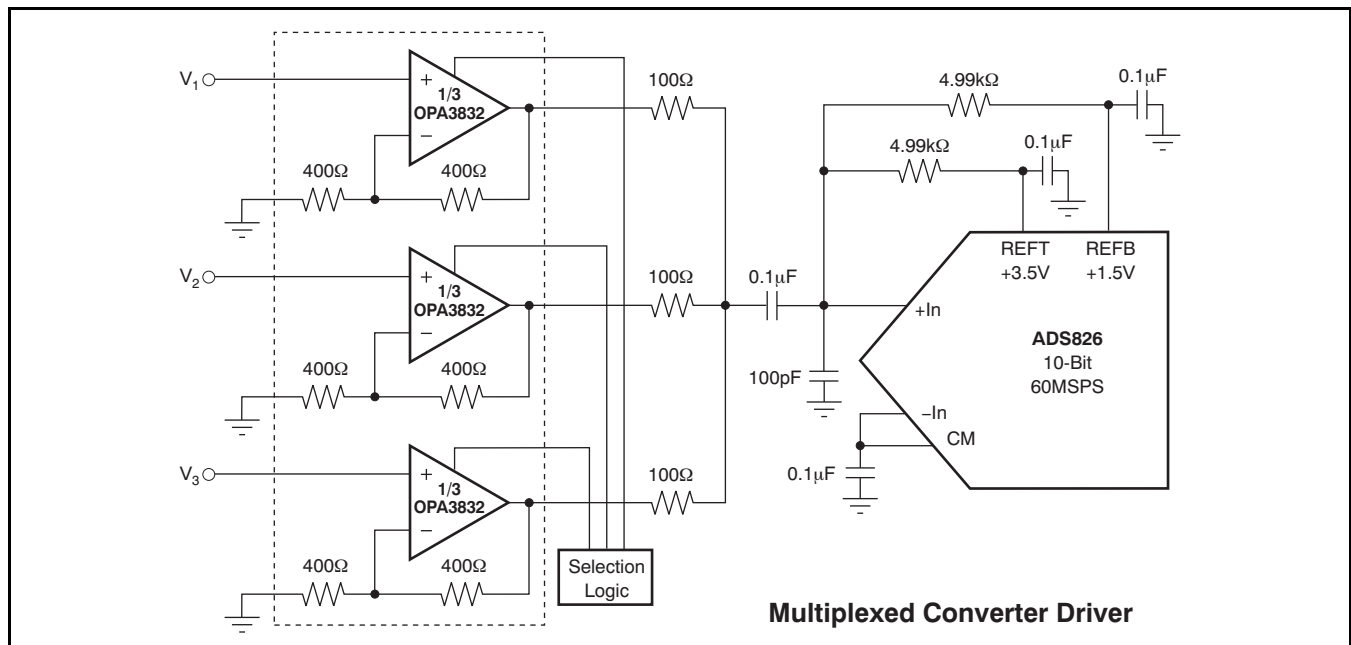 V1
+
1/3
OPA3832
−
400Ω
400Ω
100Ω
V2
+
1/3
OPA3832
−
400Ω
400Ω
100Ω
V3
+
1/3
OPA3832
−
400Ω
400Ω
100Ω
Selection
Logic
0.1µF
100pF
4.99kΩ
0.1µF
4.99kΩ
0.1µF
REFT
+3.5V
REFB
+1.5V
+In
ADS826
10-Bit
60MSPS
−In
CM
0.1µF
Multiplexed Converter Driver